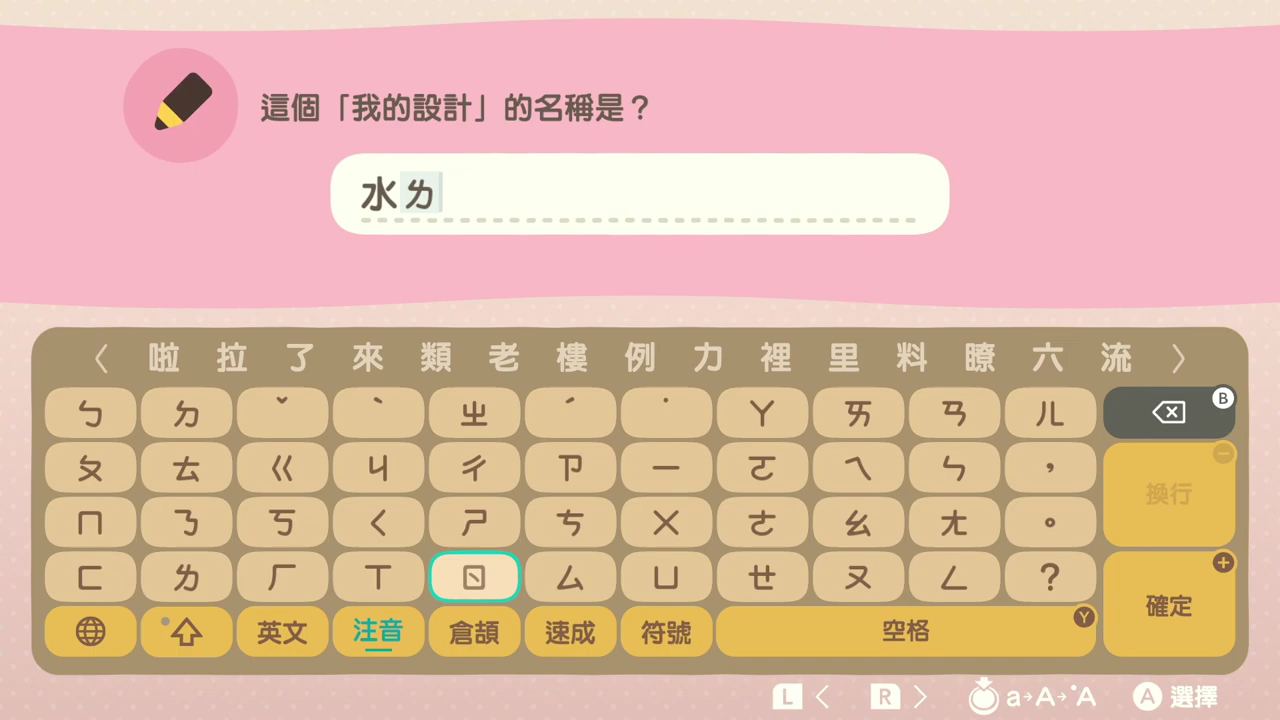 這個「我的設計」的名稱是？
水ㄌ
〈 啦 拉 了 來 類 老 樓 例 力 裡 里 料 瞭 六 流 〉
ㄅ ㄉ ˇ ˋ ㄓ ˊ ˙ ㄚ ㄞ ㄢ ㄦ B
ㄆ ㄊ ㄍ ㄐ ㄔ ㄗ ㄧ ㄛ ㄟ ㄣ ， 換行
ㄇ ㄋ ㄎ ㄑ ㄕ ㄘ ㄨ ㄜ ㄠ ㄤ 。
ㄈ ㄌ ㄏ ㄒ ㄖ ㄙ ㄩ ㄝ ㄡ ㄥ ？ 確定
英文 注音 倉頡 速成 符號 空格 Y
L 〈 R 〉 a→A→•A A 選擇